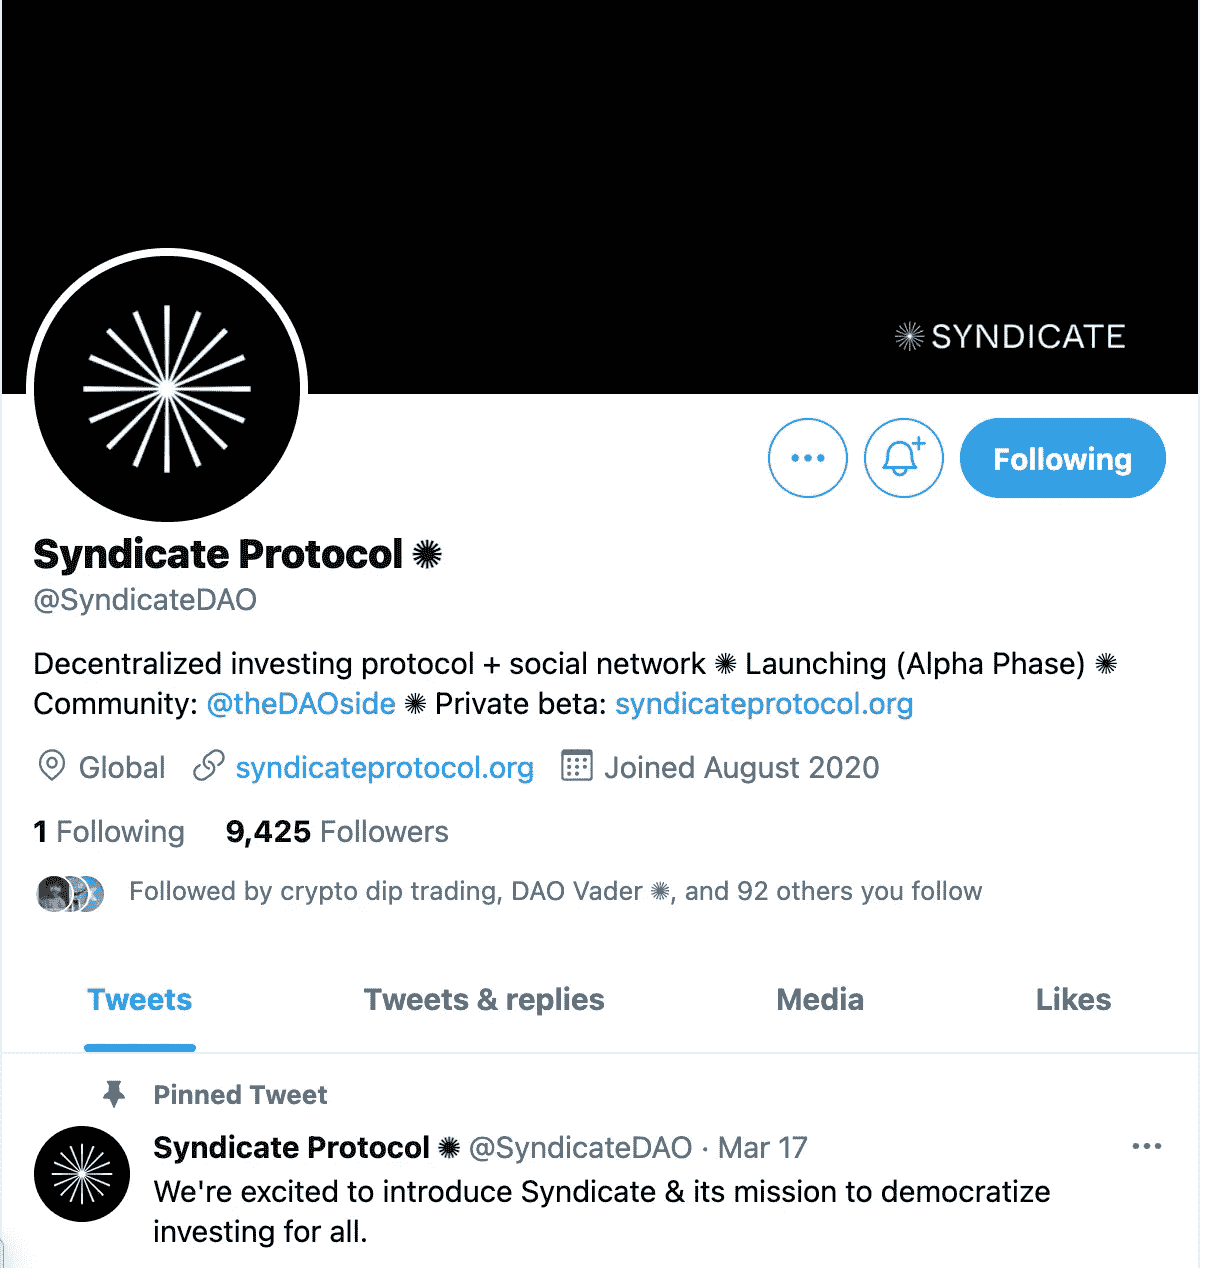 SYNDICATE
Following
Syndicate Protocol ✺
@SyndicateDAO
Decentralized investing protocol + social network ✺ Launching (Alpha Phase) ✺
Community: @theDAOside ✺ Private beta: syndicateprotocol.org
Global syndicateprotocol.org Joined August 2020
1 Following 9,425 Followers
Followed by crypto dip trading, DAO Vader ✺, and 92 others you follow
Tweets Tweets & replies Media Likes
Pinned Tweet
Syndicate Protocol ✺ @SyndicateDAO · Mar 17
We're excited to introduce Syndicate & its mission to democratize
investing for all.